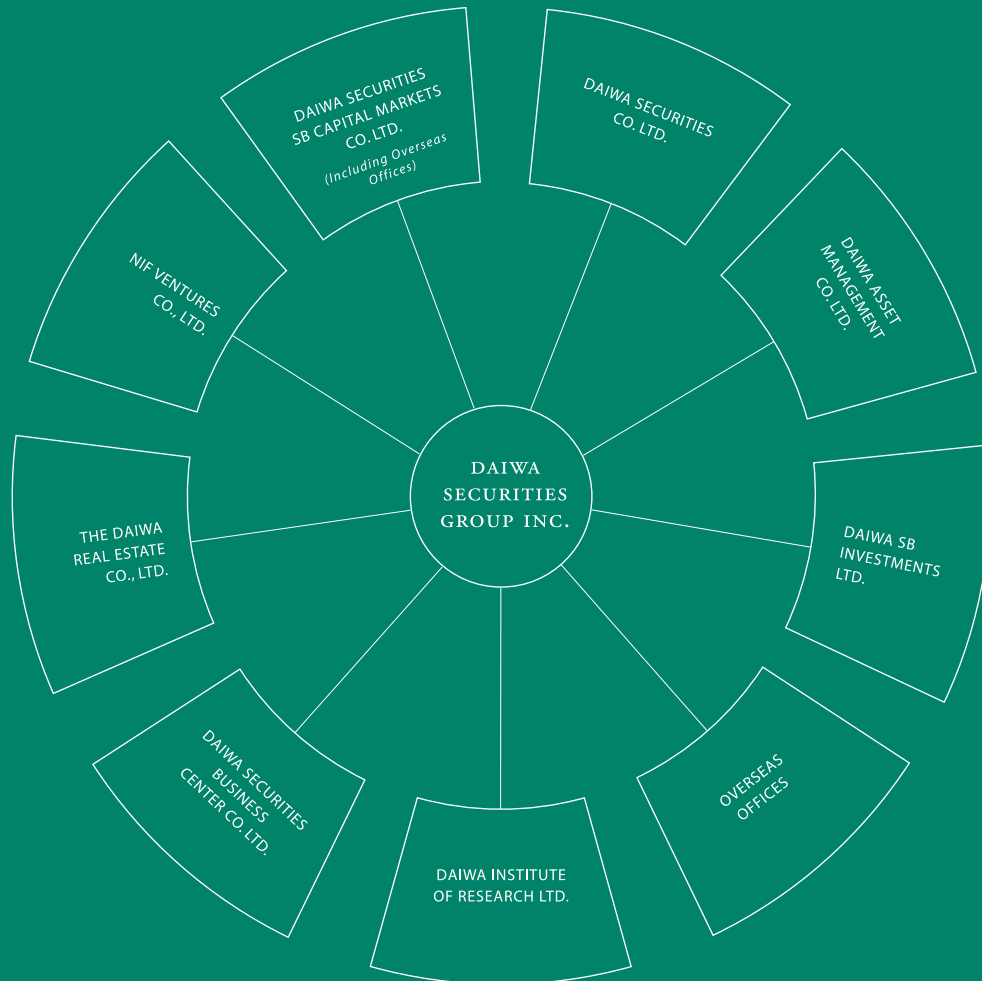 DAIWA SECURITIES
SB CAPITAL MARKETS
CO. LTD.
(Including Overseas
Offices)
DAIWA SECURITIES
CO. LTD.
DAIWA ASSET
MANAGEMENT
CO. LTD.
DAIWA SB
INVESTMENTS
LTD.
OVERSEAS
OFFICES
DAIWA INSTITUTE
OF RESEARCH LTD.
DAIWA SECURITIES
BUSINESS
CENTER CO. LTD.
THE DAIWA
REAL ESTATE
CO., LTD.
NIF VENTURES
CO., LTD.
DAIWA
SECURITIES
GROUP INC.